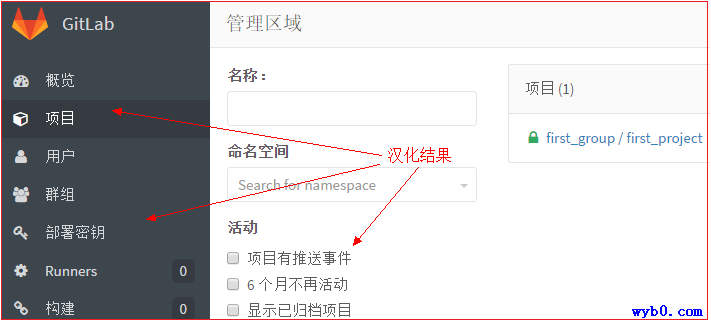 GitLab
概览
项目
用户
群组
部署密钥
Runners 0
构建 0
管理区域
名称：
命名空间
Search for namespace
活动
项目有推送事件
6 个月不再活动
显示已归档项目
项目 (1)
first_group / first_project
汉化结果
wyb0.com